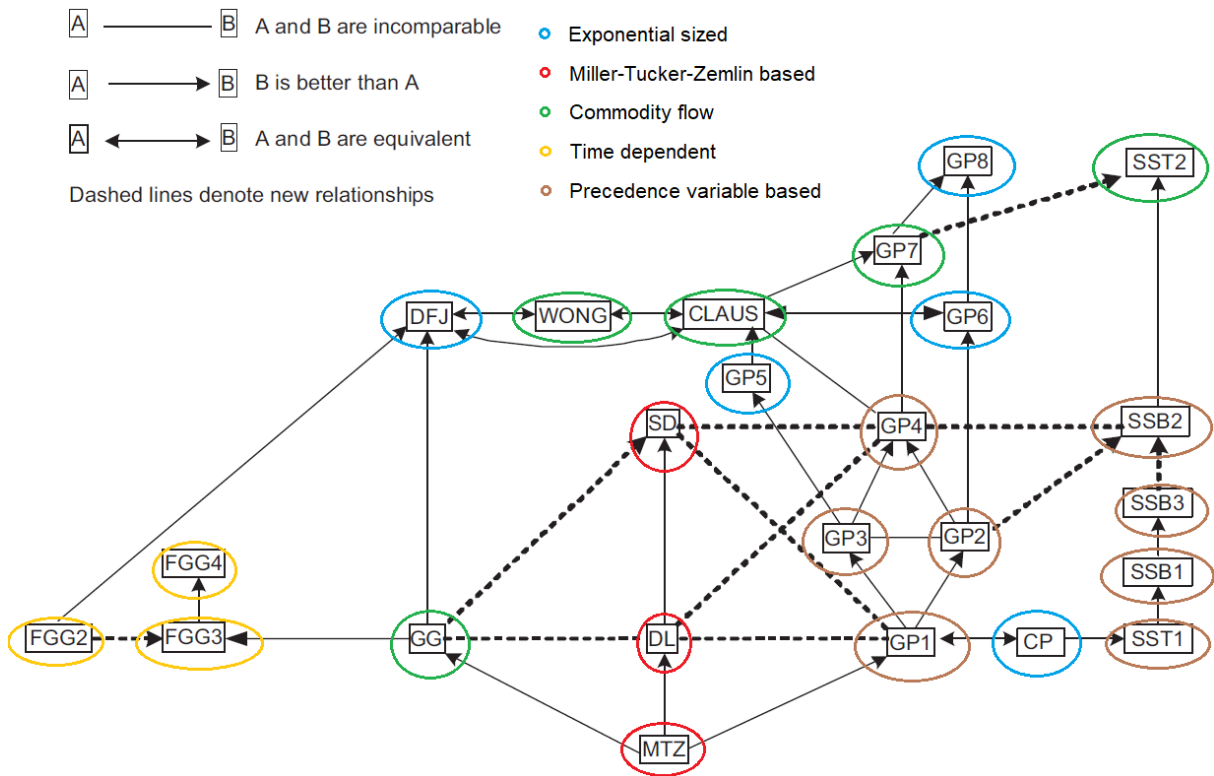 A B A and B are incomparable
A B B is better than A
A B A and B are equivalent
Dashed lines denote new relationships
Exponential sized
Miller-Tucker-Zemlin based
Commodity flow
Time dependent
Precedence variable based
GP8
SST2
GP7
DFJ
WONG
CLAUS
GP6
GP5
SD
GP4
SSB2
SSB3
GP3
GP2
FGG4
SSB1
FGG2
FGG3
GG
DL
GP1
CP
SST1
MTZ